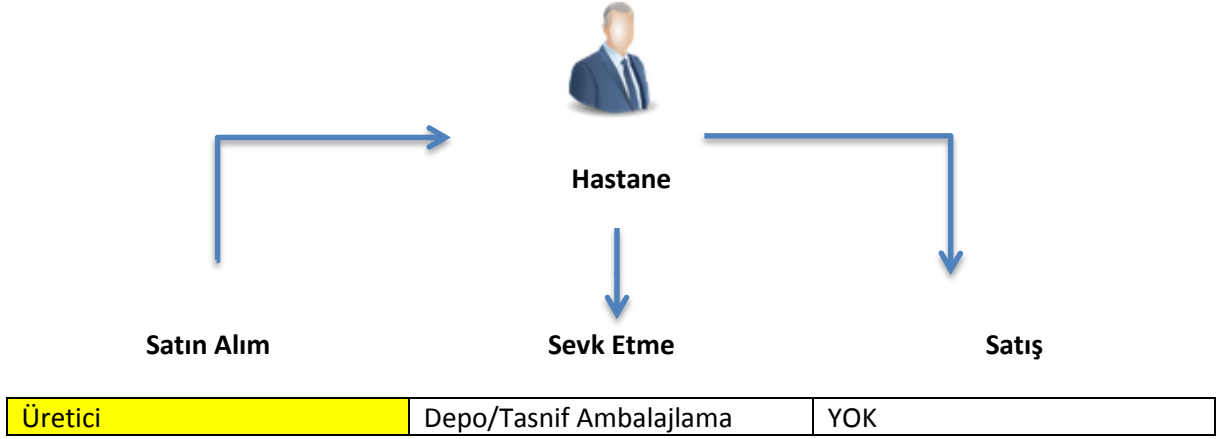 Hastane
Satın Alım Sevk Etme Satış
Üretici Depo/Tasnif Ambalajlama YOK